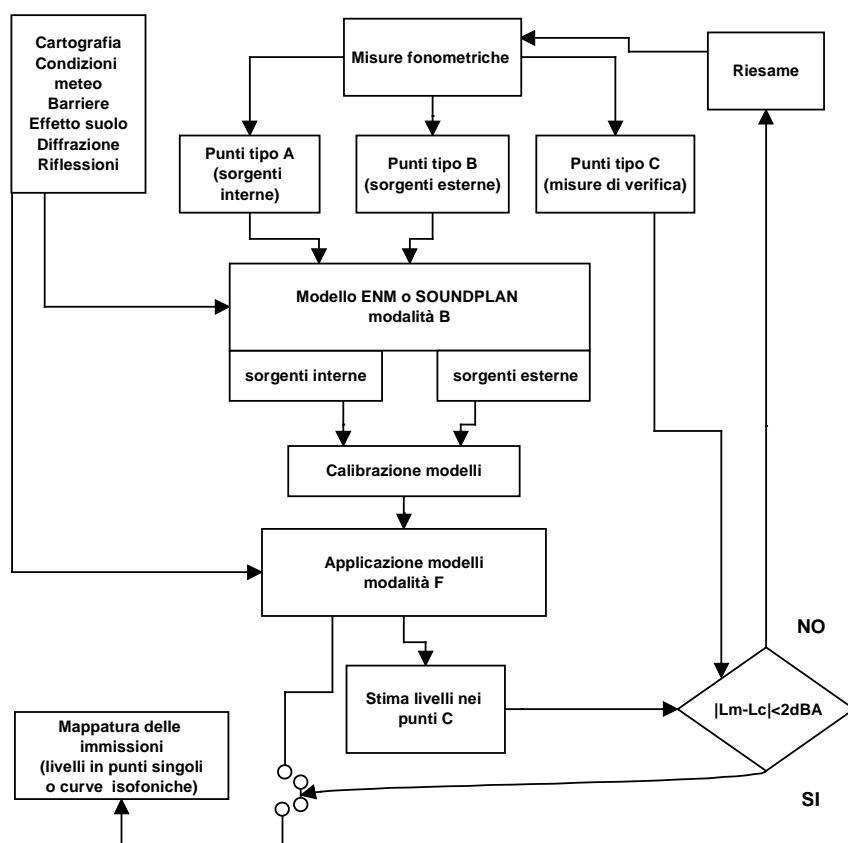 Cartografia
Condizioni
meteo
Barriere
Effetto suolo
Diffrazione
Riflessioni
Misure fonometriche
Riesame
Punti tipo A
(sorgenti
interne)
Punti tipo B
(sorgenti esterne)
Punti tipo C
(misure di verifica)
Modello ENM o SOUNDPLAN
modalità B
sorgenti interne
sorgenti esterne
Calibrazione modelli
Applicazione modelli
modalità F
NO
Stima livelli nei
punti C
|Lm-Lc|<2dBA
SI
Mappatura delle
immissioni
(livelli in punti singoli
o curve isofoniche)